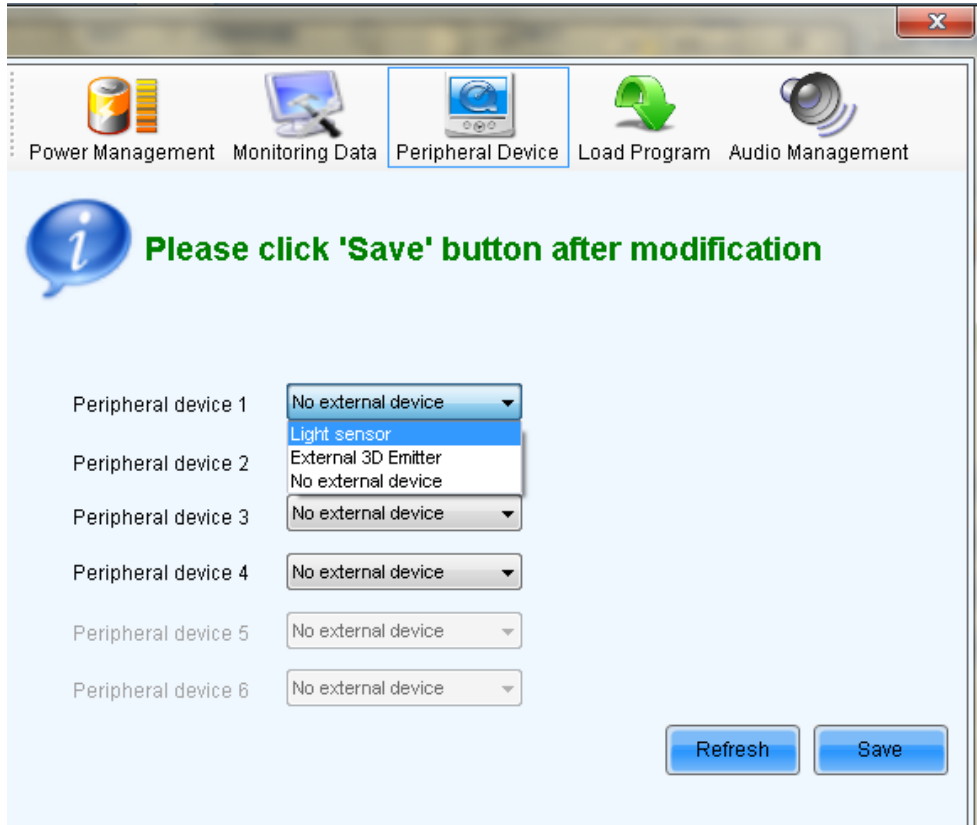 Power Management Monitoring Data Peripheral Device Load Program Audio Management
Please click 'Save' button after modification
Peripheral device 1 No external device
Light sensor
Peripheral device 2 External 3D Emitter
No external device
Peripheral device 3 No external device
Peripheral device 4 No external device
Peripheral device 5 No external device
Peripheral device 6 No external device
Refresh Save